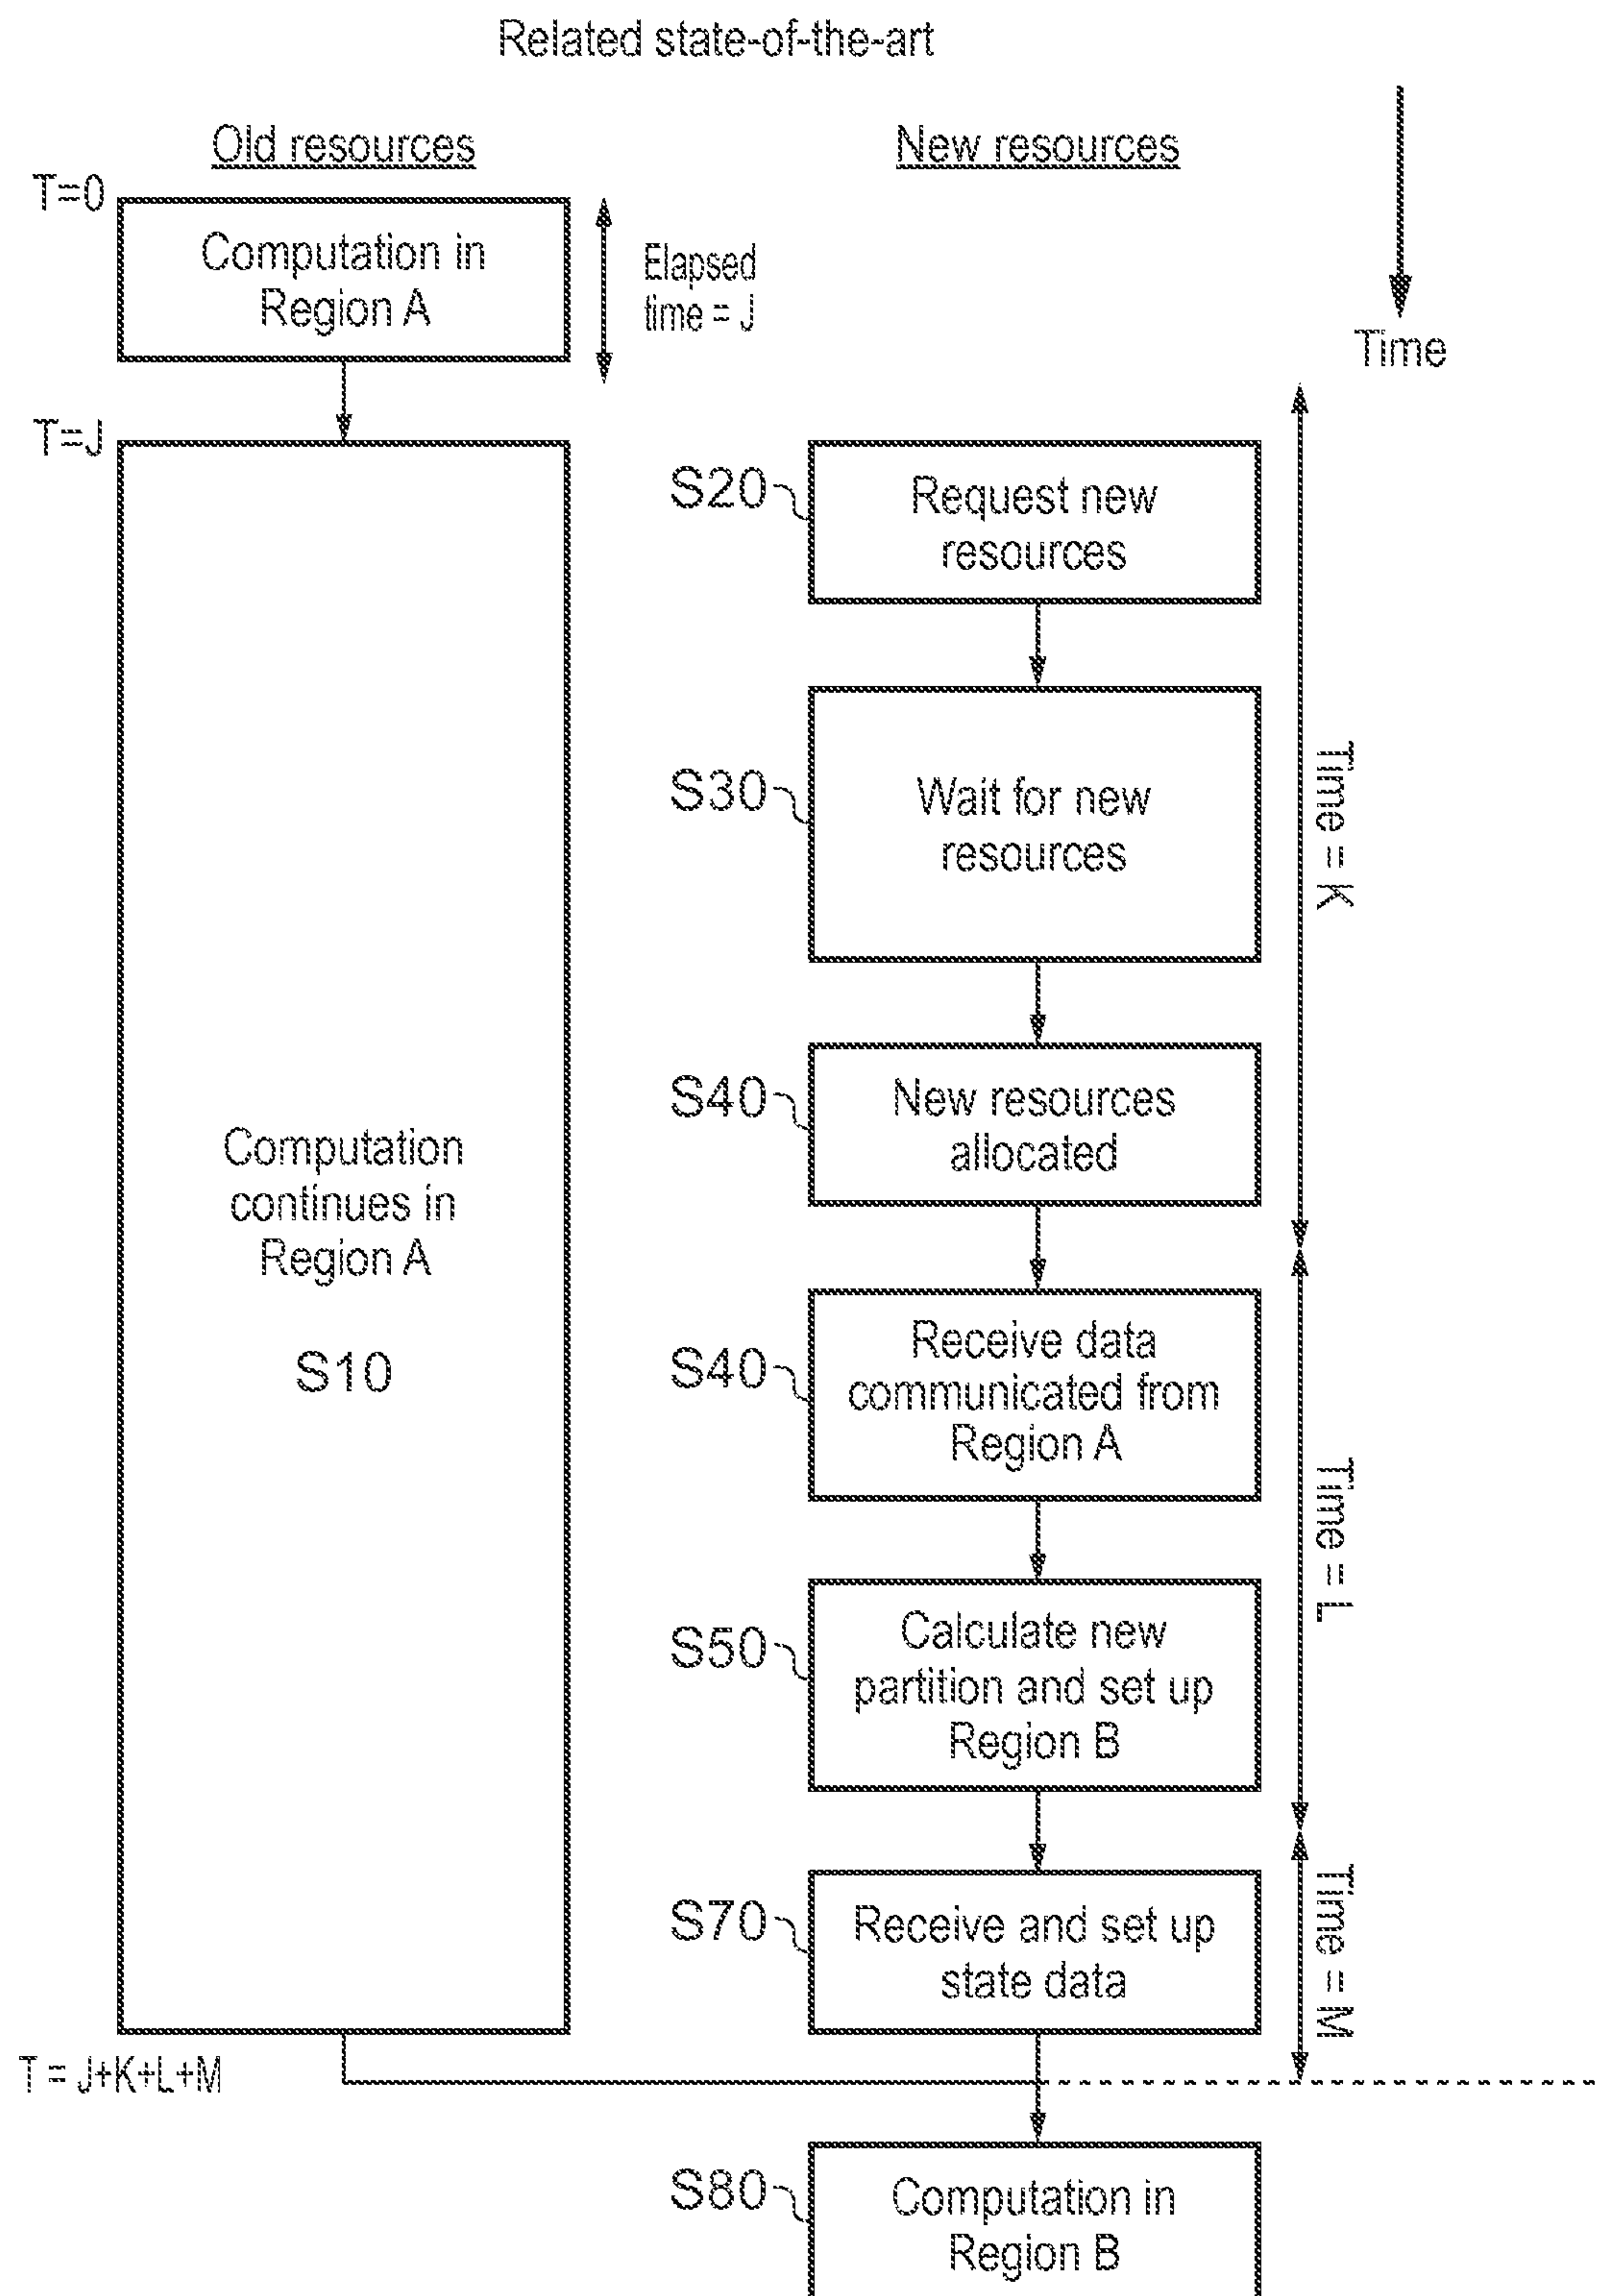 Related state-of-the-art
Old resources
New resources
T=0
Computation in
Region A
Elapsed
time = J
Time
T=J
S20
Request new
resources
S30
Wait for new
resources
Time = K
S40
New resources
allocated
Computation
continues in
Region A
S10
S40
Receive data
communicated from
Region A
Time = L
S50
Calculate new
partition and set up
Region B
S70
Receive and set up
state data
Time = M
T = J+K+L+M
S80
Computation in
Region B